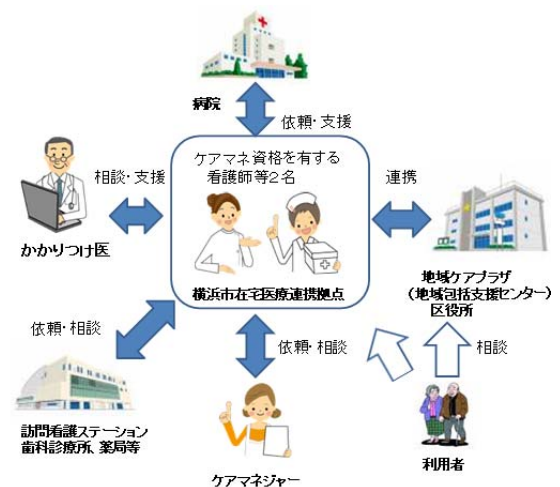 病院
依頼・支援
ケアマネ資格を有する
看護師等2名
相談・支援
連携
かかりつけ医
横浜市在宅医療連携拠点
地域ケアプラザ
（地域包括支援センター）
区役所
依頼・相談
依頼・相談
相談
訪問看護ステーション
歯科診療所、薬局等
ケアマネジャー
利用者